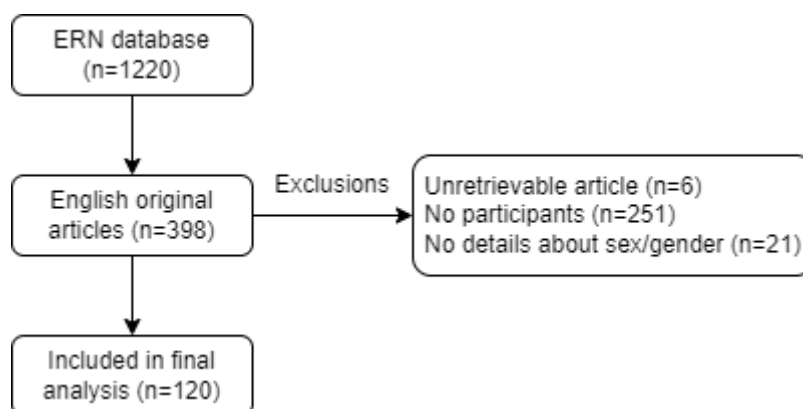 ERN database
(n=1220)
English original
articles (n=398)
Exclusions
Unretrievable article (n=6)
No participants (n=251)
No details about sex/gender (n=21)
Included in final
analysis (n=120)